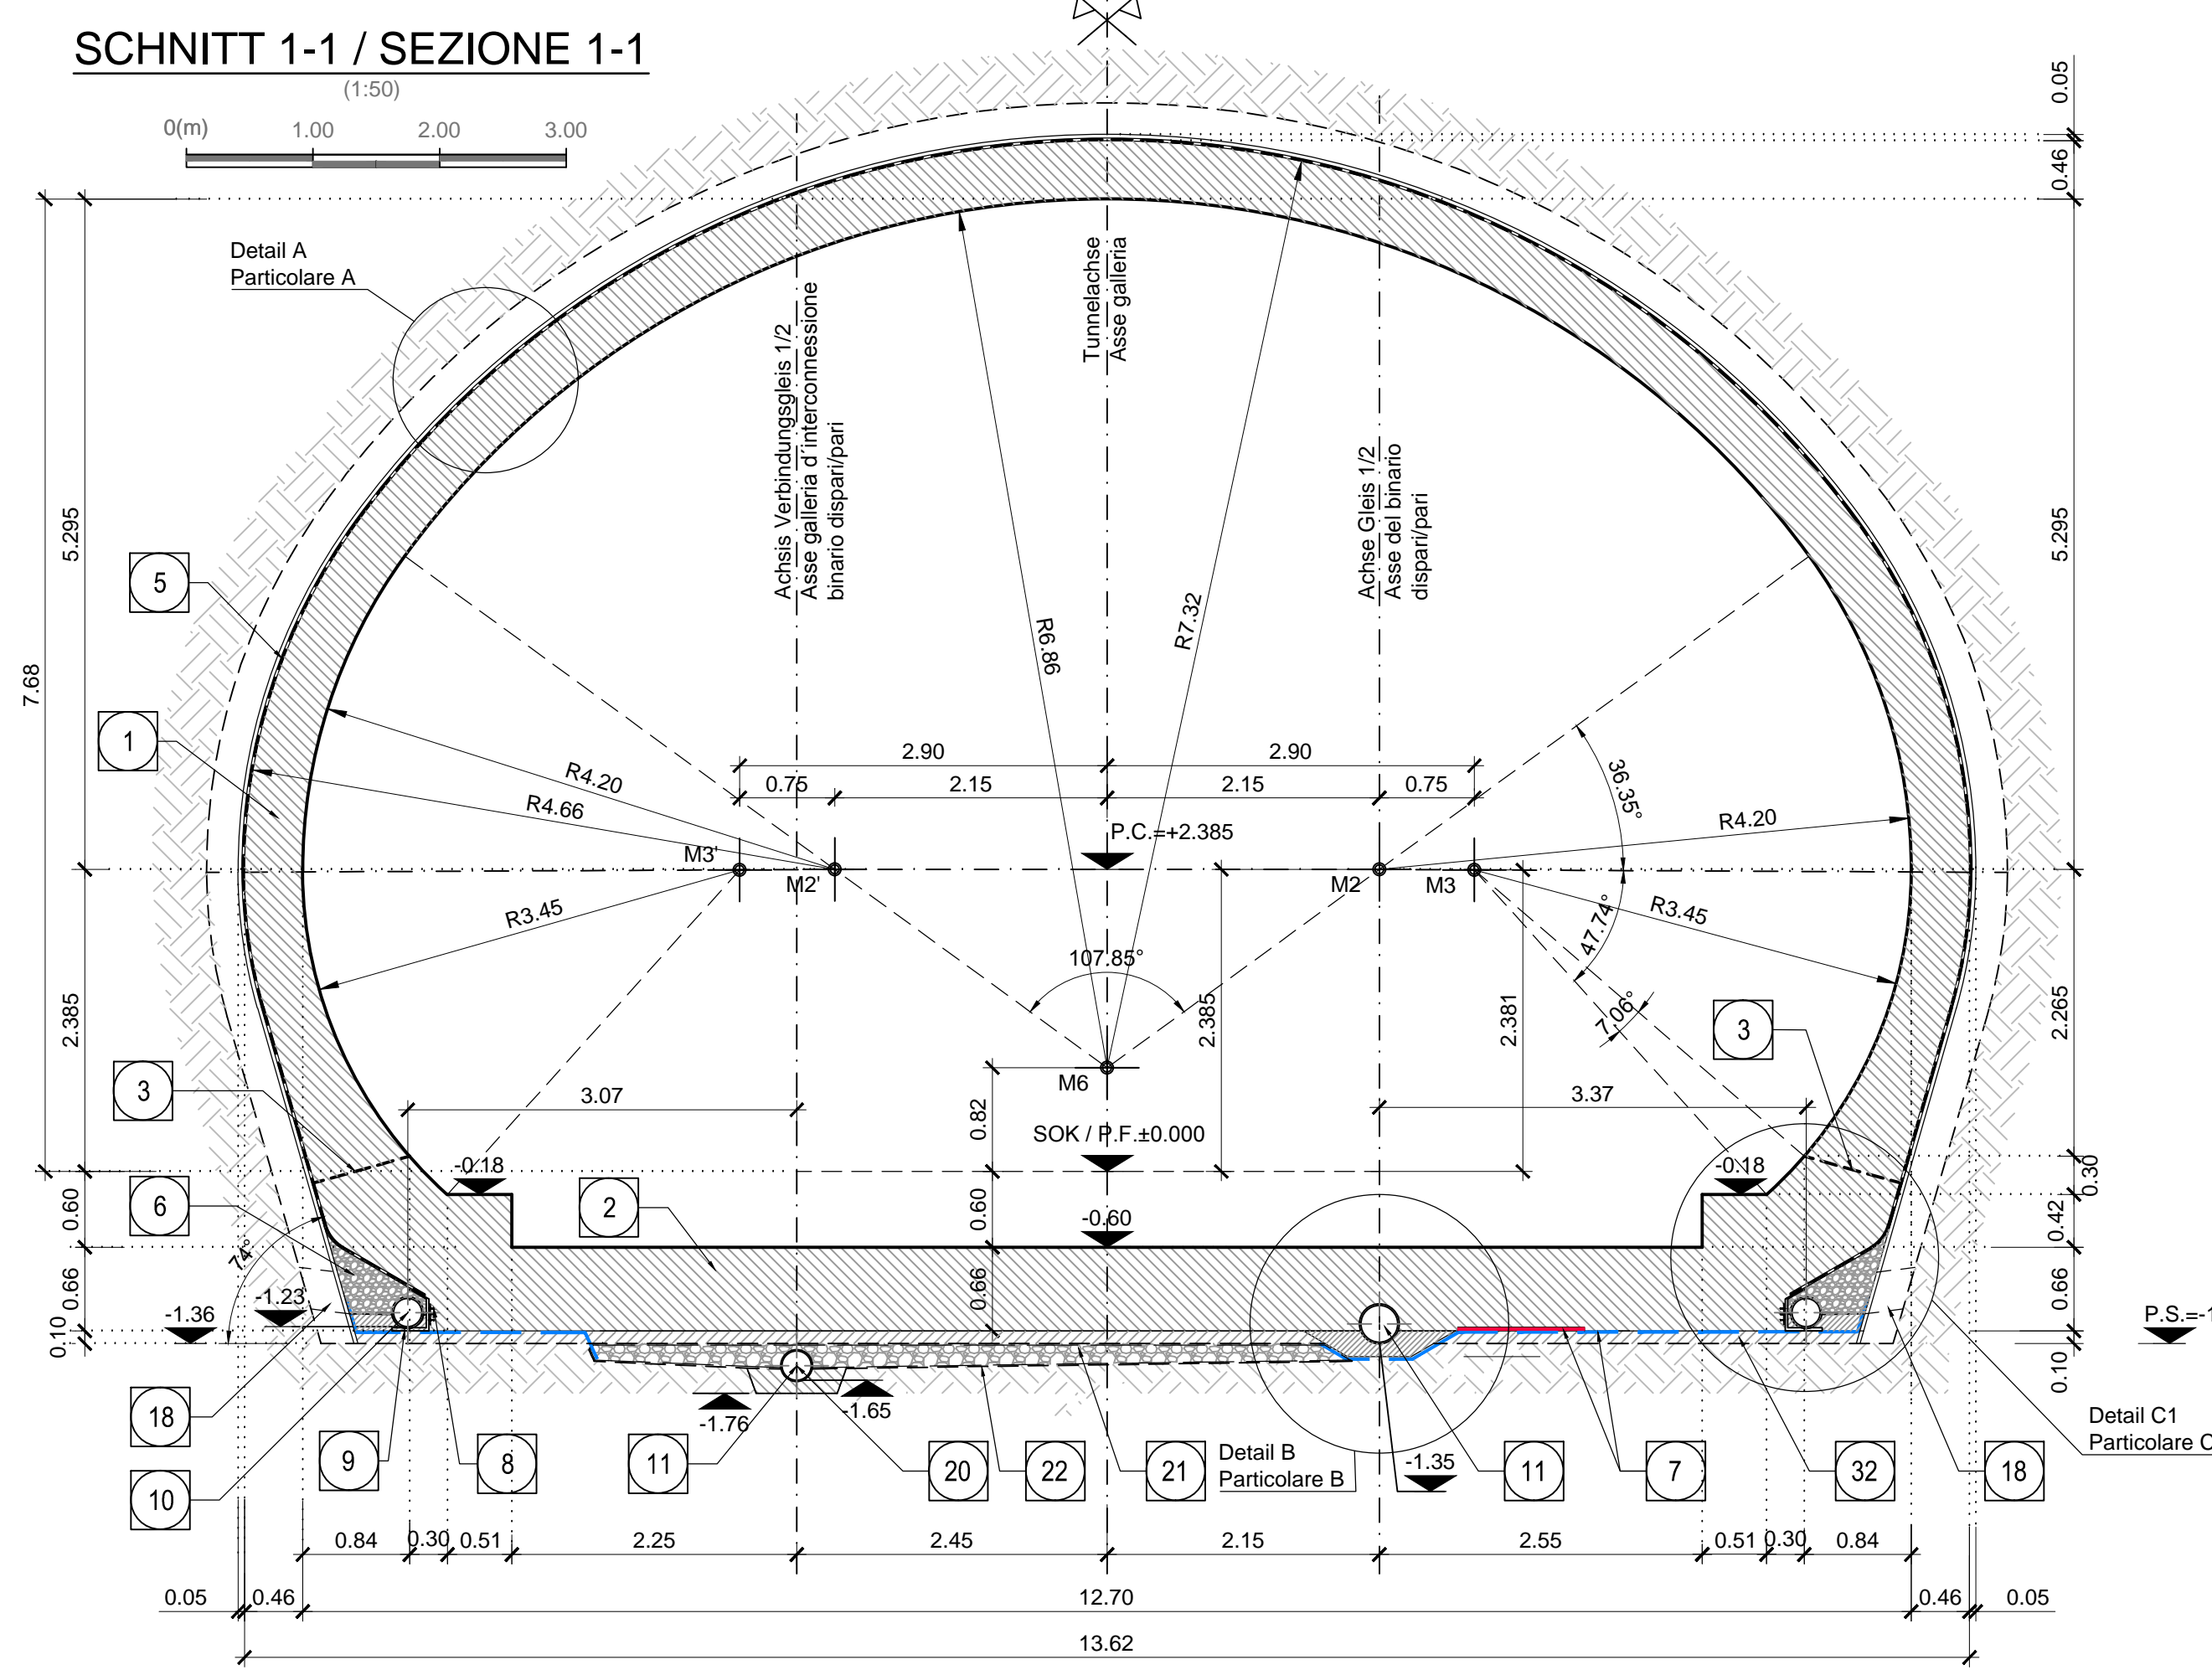 SCHNITT 1-1 / SEZIONE 1-1
(1:50)
0(m) 1.00 2.00 3.00
0.05
0.46
Detail A
Particolare A
Achsis Verbindungsgleis 1/2
Asse galleria d'interconnessione
binario dispari/pari
Tunnelachse
Asse galleria
Achse Gleis 1/2
Asse del binario
dispari/pari
5.295
5.295
7.68
5
1
R6.86
R7.32
R4.20
R4.66
R3.45
R4.20
R3.45
2.90 2.90
0.75 2.15 2.15 0.75
36.35°
P.C.=+2.385
M3' M2' M2 M3
47.74°
107.85°
7.06°
2.385
2.385
2.381
2.265
M6
3
3
3.07
3.37
0.82
SOK / P.F.±0.000
-0.18
-0.18
0.30
6
2
0.60
0.60
-0.60
0.42
74°
0.66
0.66
0.66
-1.36
-1.23
P.S.=-1
0.10
0.10
-1.76
-1.65
-1.35
Detail B
Particolare B
Detail C1
Particolare C
18
10
9
8
11
20
22
21
11
7
32
18
0.84 0.30 0.51 2.25 2.45 2.15 2.55 0.51 0.30 0.84
0.05 0.46 12.70 0.46 0.05
13.62